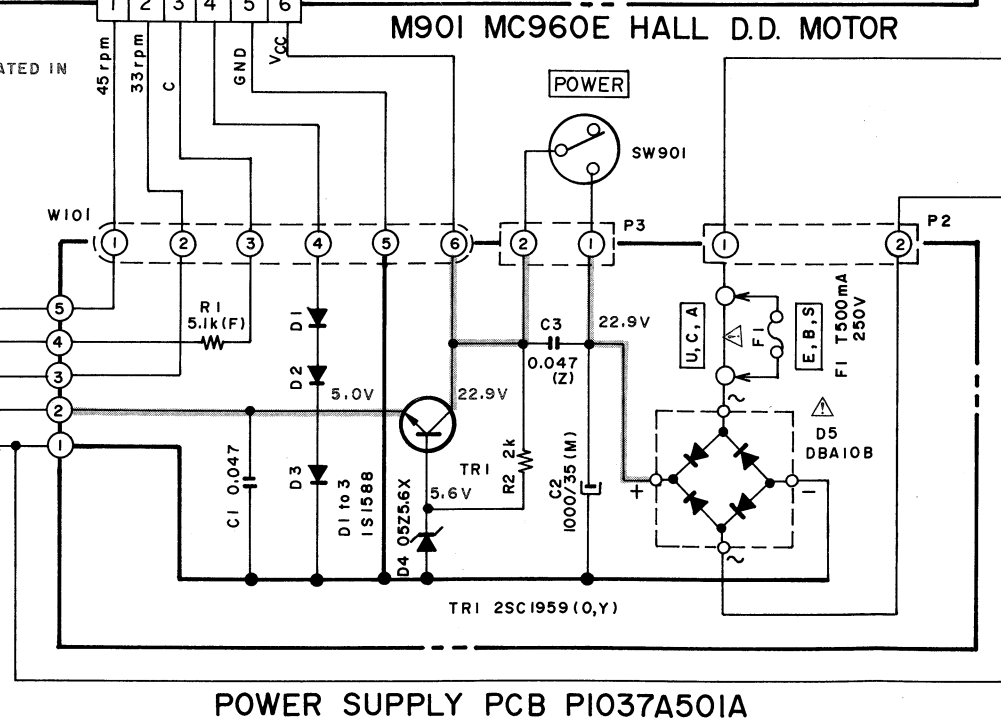 1 2 3 4 5 6
M901 MC960E HALL D.D. MOTOR
ATED IN
45rpm
33rpm
C
GND
VCC
POWER
SW901
W101
1 2 3 4 5 6
P3
2 1
P2
1 2
5
4
3
2
1
R1
5.1k(F)
D1
D2
D3
D1 to 3
1S1588
C1 0.047
5.0V
22.9V
TR1
5.6V
D4 05Z5.6X
R2 2k
C3
0.047
(Z)
22.9V
C2
1000/35(M)
U,C,A
!
F1
E,B,S
F1 T500mA
250V
~
!
D5
DBA10B
+
−
~
TR1 2SC1959(O,Y)
POWER SUPPLY PCB P1037A501A